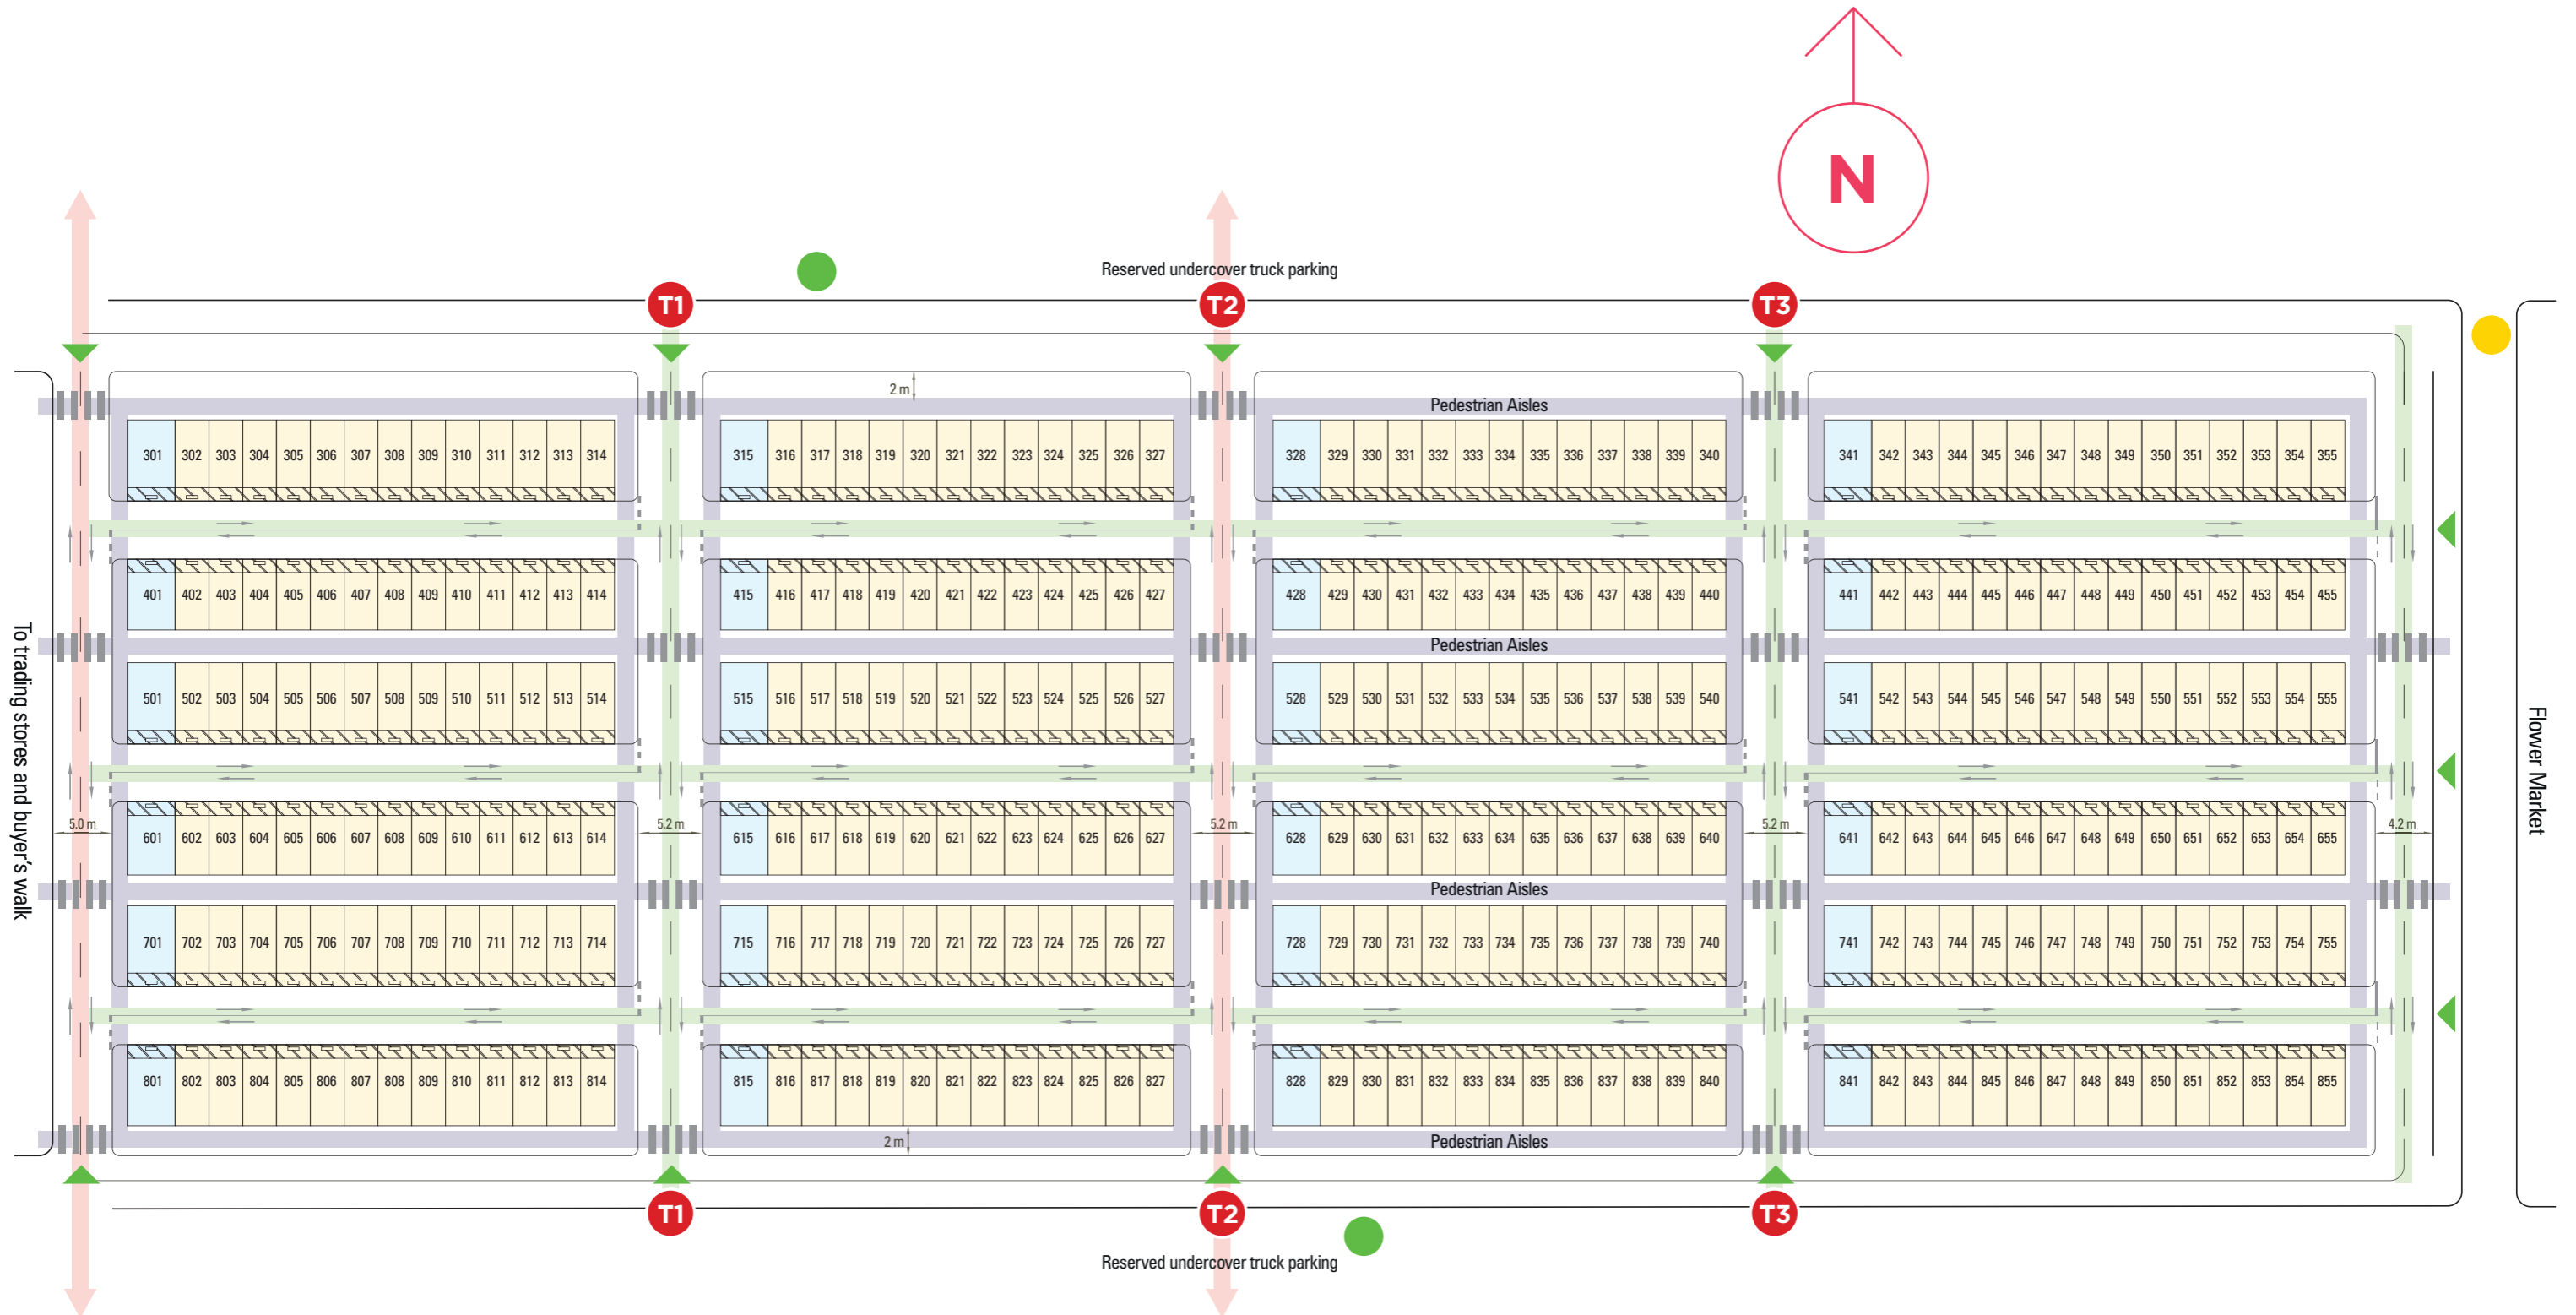 N
Reserved undercover truck parking
T1 T2 T3
2 m
Pedestrian Aisles
301 302 303 304 305 306 307 308 309 310 311 312 313 314 315 316 317 318 319 320 321 322 323 324 325 326 327 328 329 330 331 332 333 334 335 336 337 338 339 340 341 342 343 344 345 346 347 348 349 350 351 352 353 354 355
401 402 403 404 405 406 407 408 409 410 411 412 413 414 415 416 417 418 419 420 421 422 423 424 425 426 427 428 429 430 431 432 433 434 435 436 437 438 439 440 441 442 443 444 445 446 447 448 449 450 451 452 453 454 455
Pedestrian Aisles
To trading stores and buyer's walk
501 502 503 504 505 506 507 508 509 510 511 512 513 514 515 516 517 518 519 520 521 522 523 524 525 526 527 528 529 530 531 532 533 534 535 536 537 538 539 540 541 542 543 544 545 546 547 548 549 550 551 552 553 554 555
Flower Market
5.0 m 5.2 m 5.2 m 5.2 m 4.2 m
601 602 603 604 605 606 607 608 609 610 611 612 613 614 615 616 617 618 619 620 621 622 623 624 625 626 627 628 629 630 631 632 633 634 635 636 637 638 639 640 641 642 643 644 645 646 647 648 649 650 651 652 653 654 655
Pedestrian Aisles
701 702 703 704 705 706 707 708 709 710 711 712 713 714 715 716 717 718 719 720 721 722 723 724 725 726 727 728 729 730 731 732 733 734 735 736 737 738 739 740 741 742 743 744 745 746 747 748 749 750 751 752 753 754 755
801 802 803 804 805 806 807 808 809 810 811 812 813 814 815 816 817 818 819 820 821 822 823 824 825 826 827 828 829 830 831 832 833 834 835 836 837 838 839 840 841 842 843 844 845 846 847 848 849 850 851 852 853 854 855
2 m
Pedestrian Aisles
T1 T2 T3
Reserved undercover truck parking